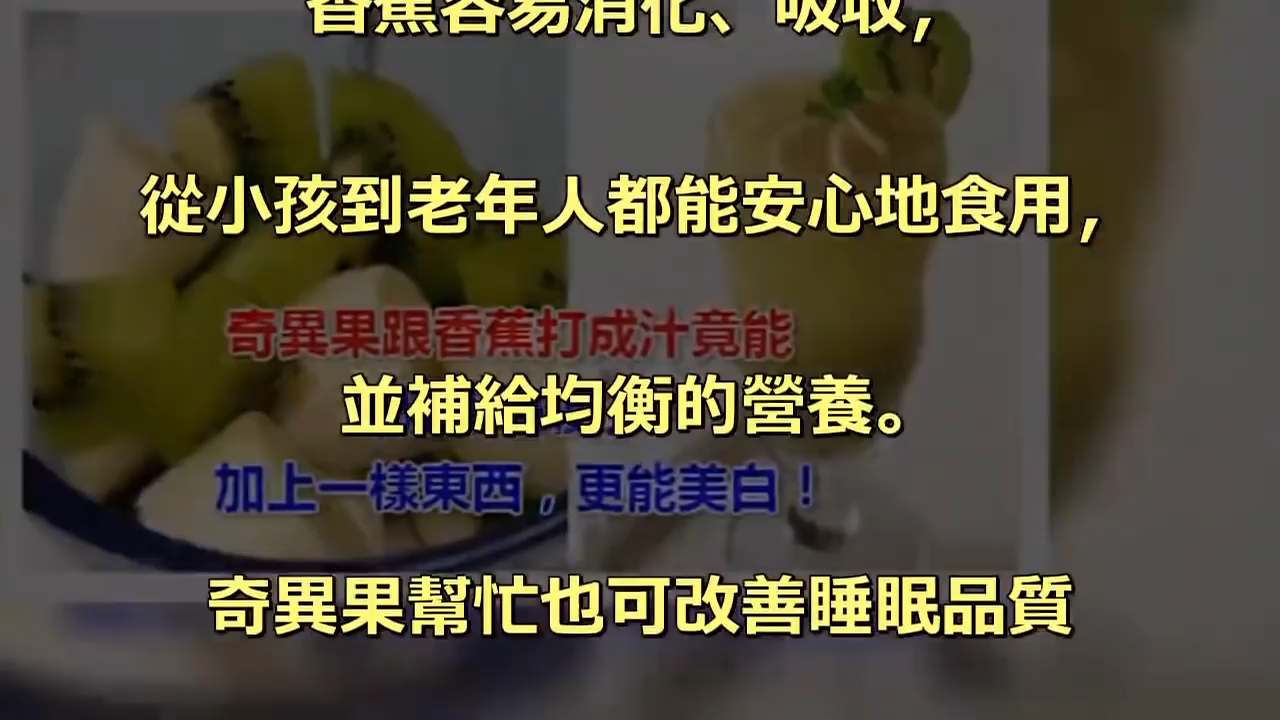 香蕉容易消化、吸收，
從小孩到老年人都能安心地食用，
奇異果跟香蕉打成汁竟能
並補給均衡的營養。
加上一樣東西，更能美白！
奇異果幫忙也可改善睡眠品質